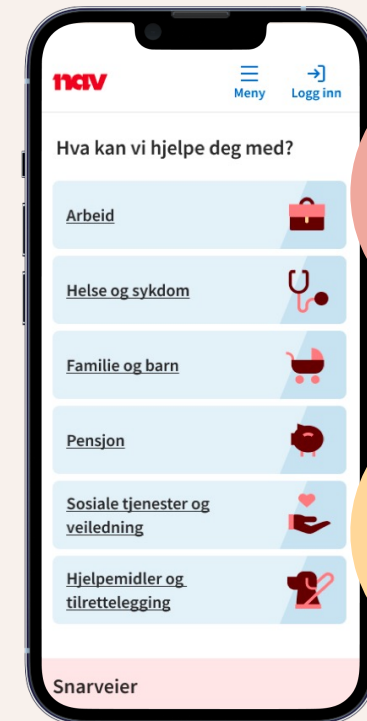 nav
Meny
Logg inn
Hva kan vi hjelpe deg med?
Arbeid
Helse og sykdom
Familie og barn
Pensjon
Sosiale tjenester og
veiledning
Hjelpemidler og
tilrettelegging
Snarveier